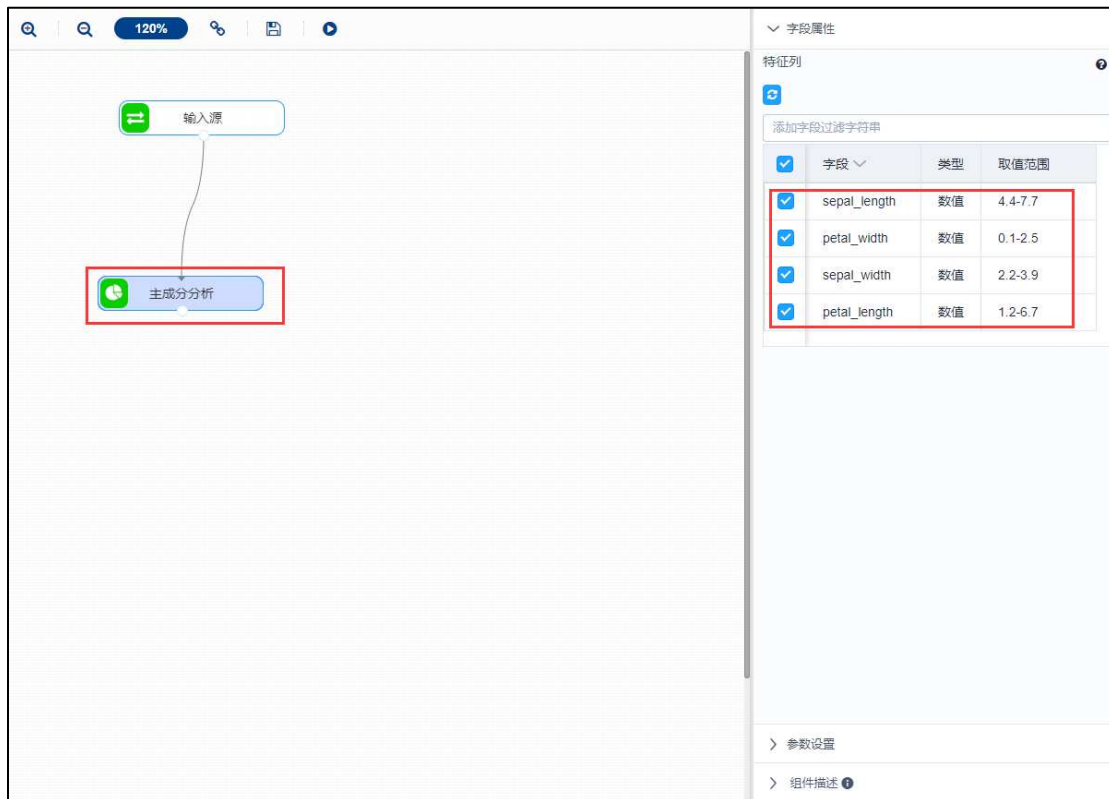 120%
输入源
主成分分析
字段属性
特征列
添加字段过滤字符串
字段 类型 取值范围
sepal_length 数值 4.4-7.7
petal_width 数值 0.1-2.5
sepal_width 数值 2.2-3.9
petal_length 数值 1.2-6.7
参数设置
组件描述